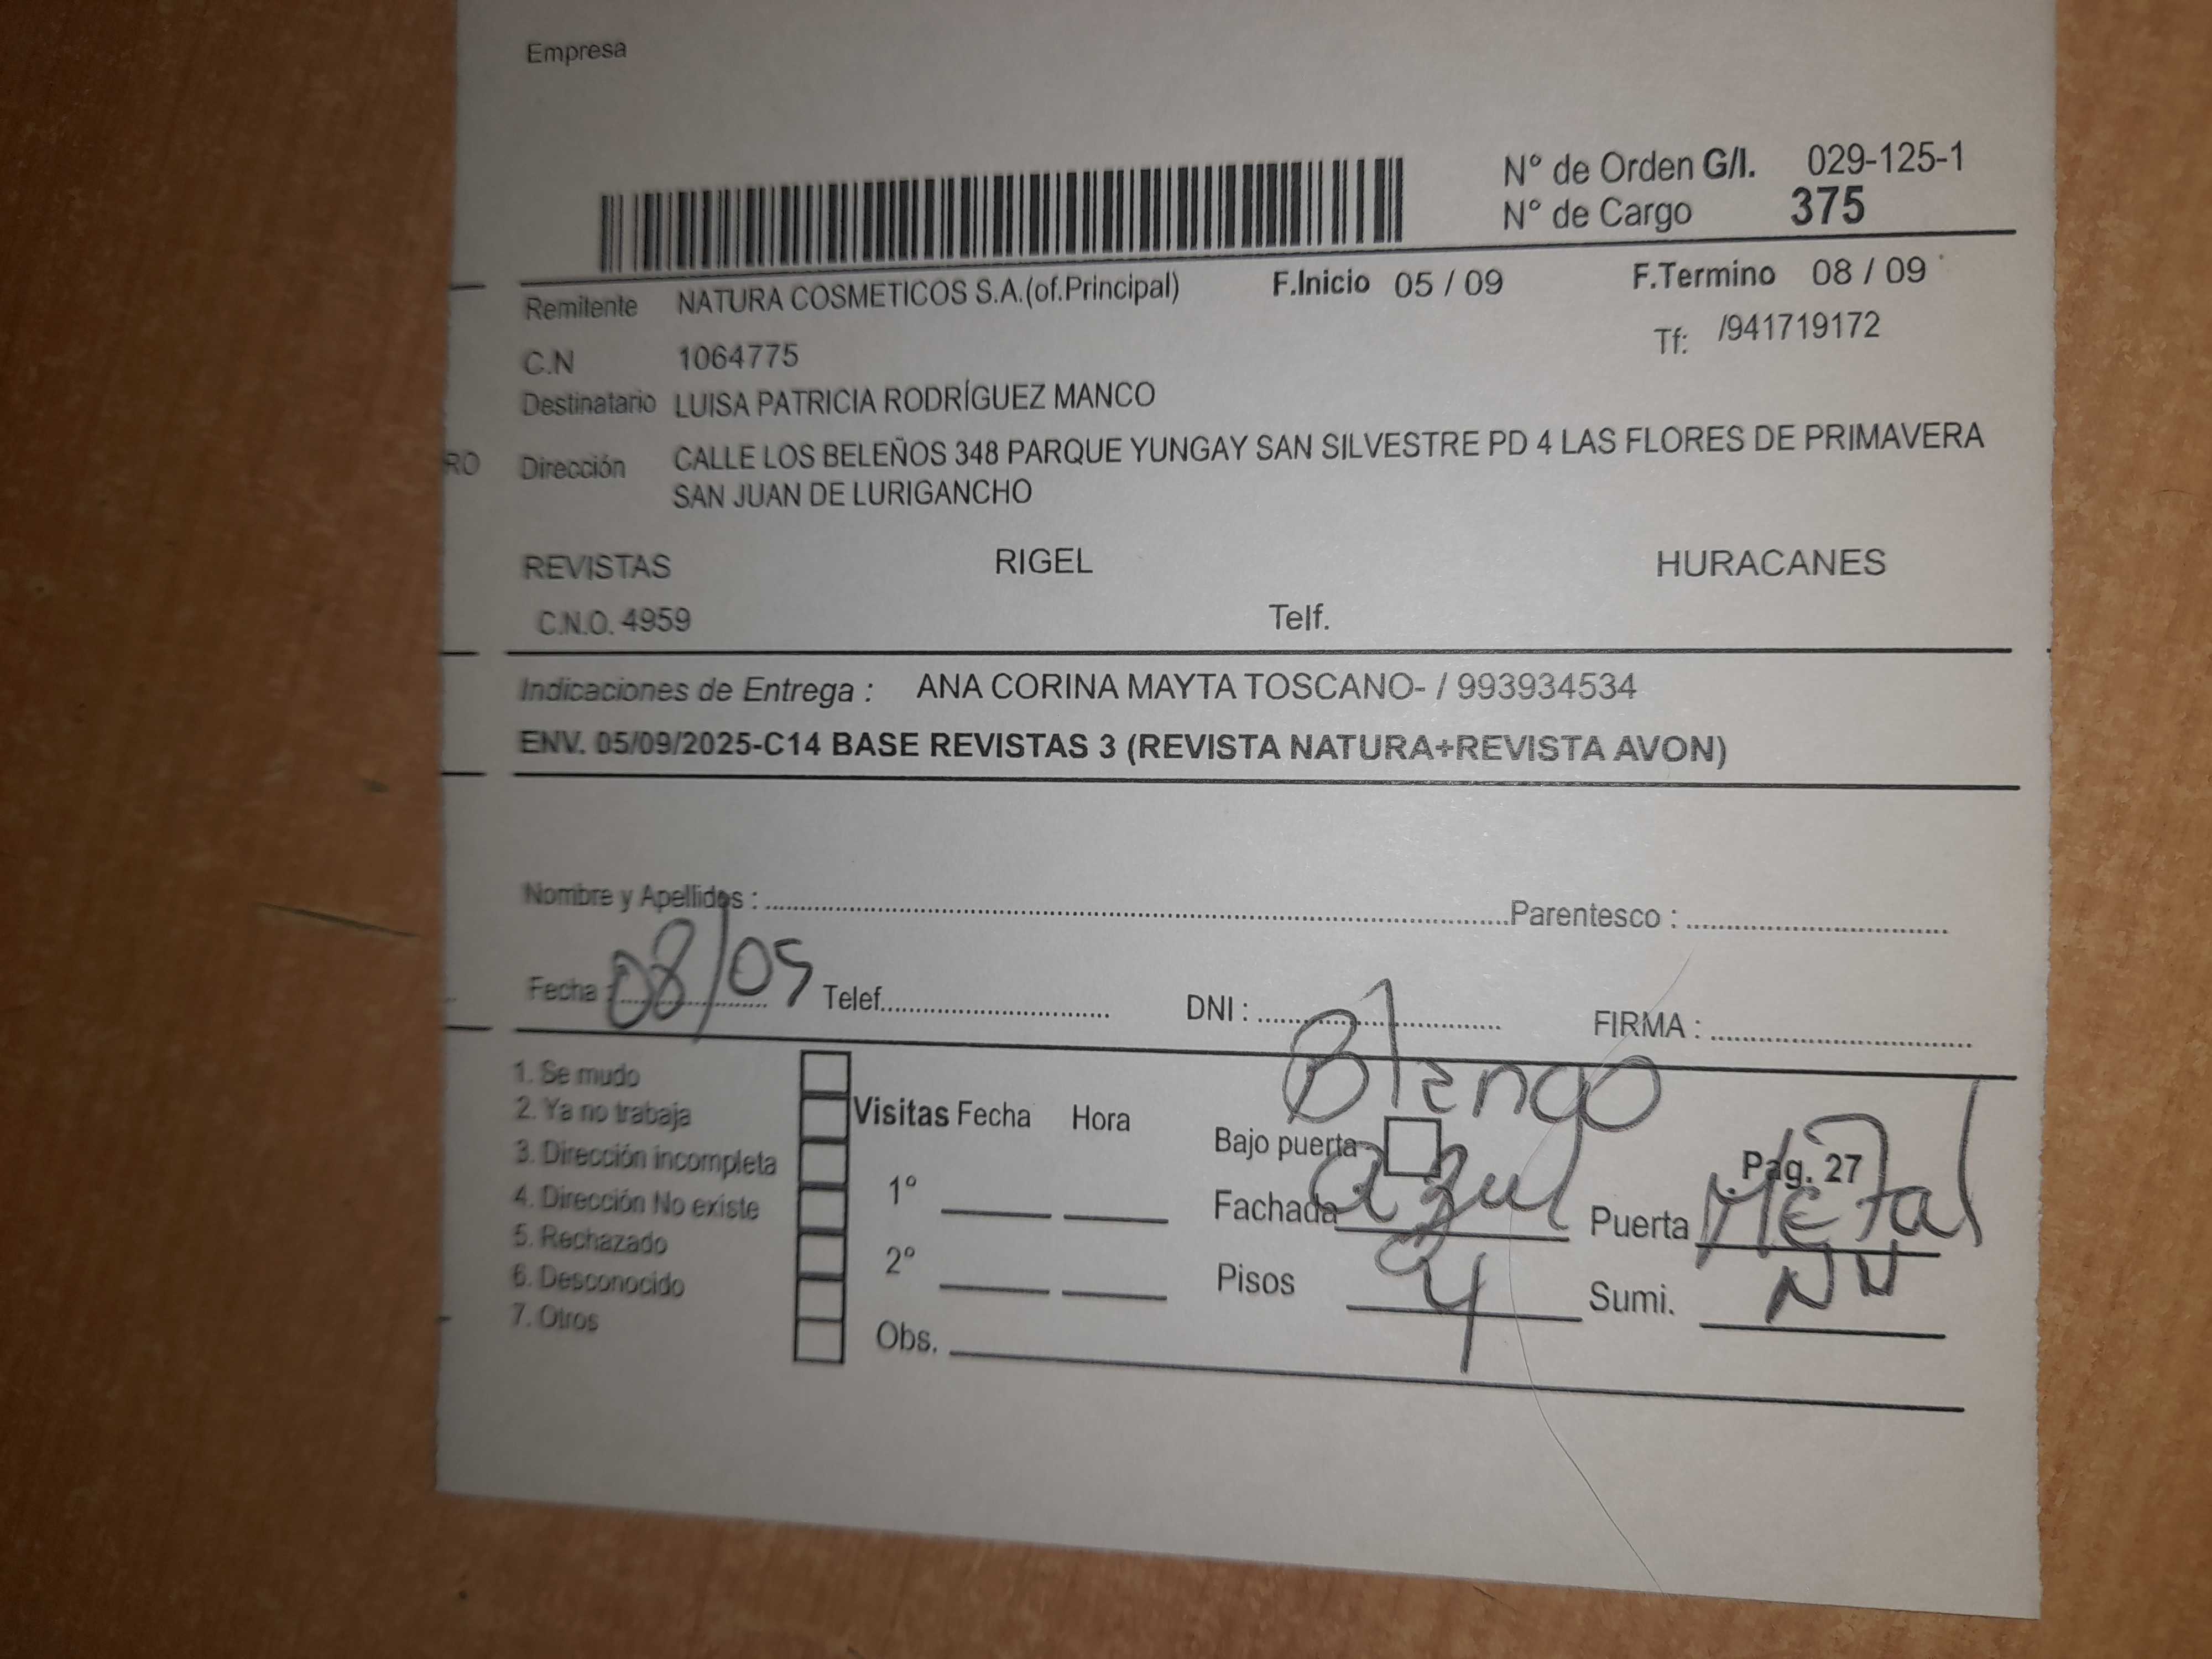 Empresa
N° de Orden G/I. 029-125-1
N° de Cargo 375
Remitente NATURA COSMETICOS S.A.(of.Principal) F.Inicio 05 / 09 F.Termino 08 / 09
C.N 1064775 Tf: /941719172
Destinatario LUISA PATRICIA RODRÍGUEZ MANCO
RO Dirección CALLE LOS BELEÑOS 348 PARQUE YUNGAY SAN SILVESTRE PD 4 LAS FLORES DE PRIMAVERA
SAN JUAN DE LURIGANCHO
REVISTAS RIGEL HURACANES
C.N.O. 4959 Telf.
Indicaciones de Entrega : ANA CORINA MAYTA TOSCANO- / 993934534
ENV. 05/09/2025-C14 BASE REVISTAS 3 (REVISTA NATURA+REVISTA AVON)
Nombre y Apellidos : Parentesco :
Fecha : 08/09 Telef. DNI : FIRMA :
1. Se mudo
2. Ya no trabaja
3. Dirección incompleta
4. Dirección No existe
5. Rechazado
6. Desconocido
7. Otros
Visitas Fecha Hora
1°
2°
Obs.
Blanco
Bajo puerta Pág. 27
Fachada azul Puerta Metal
Pisos 4 Sumi. NN